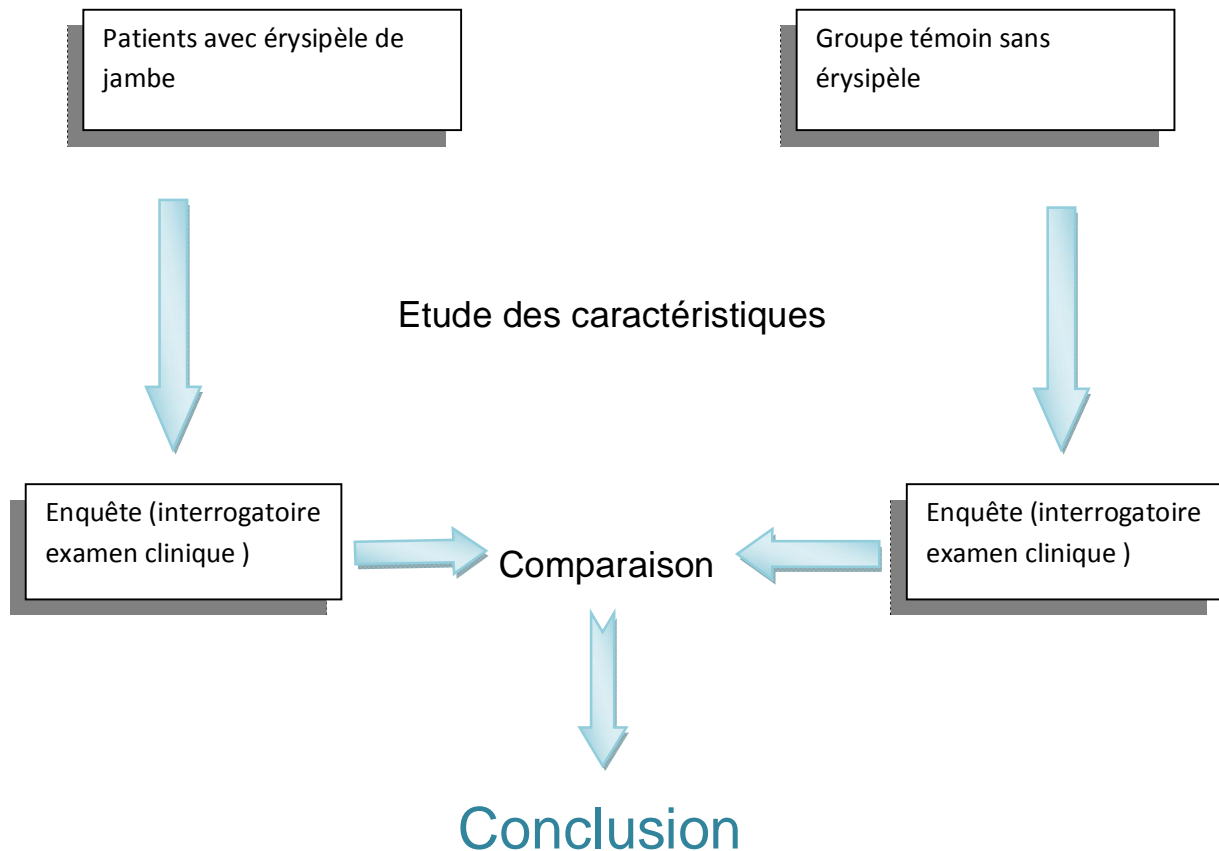 Patients avec érysipèle de
jambe
Groupe témoin sans
érysipèle
Etude des caractéristiques
Enquête (interrogatoire
examen clinique )
Comparaison
Enquête (interrogatoire
examen clinique )
Conclusion